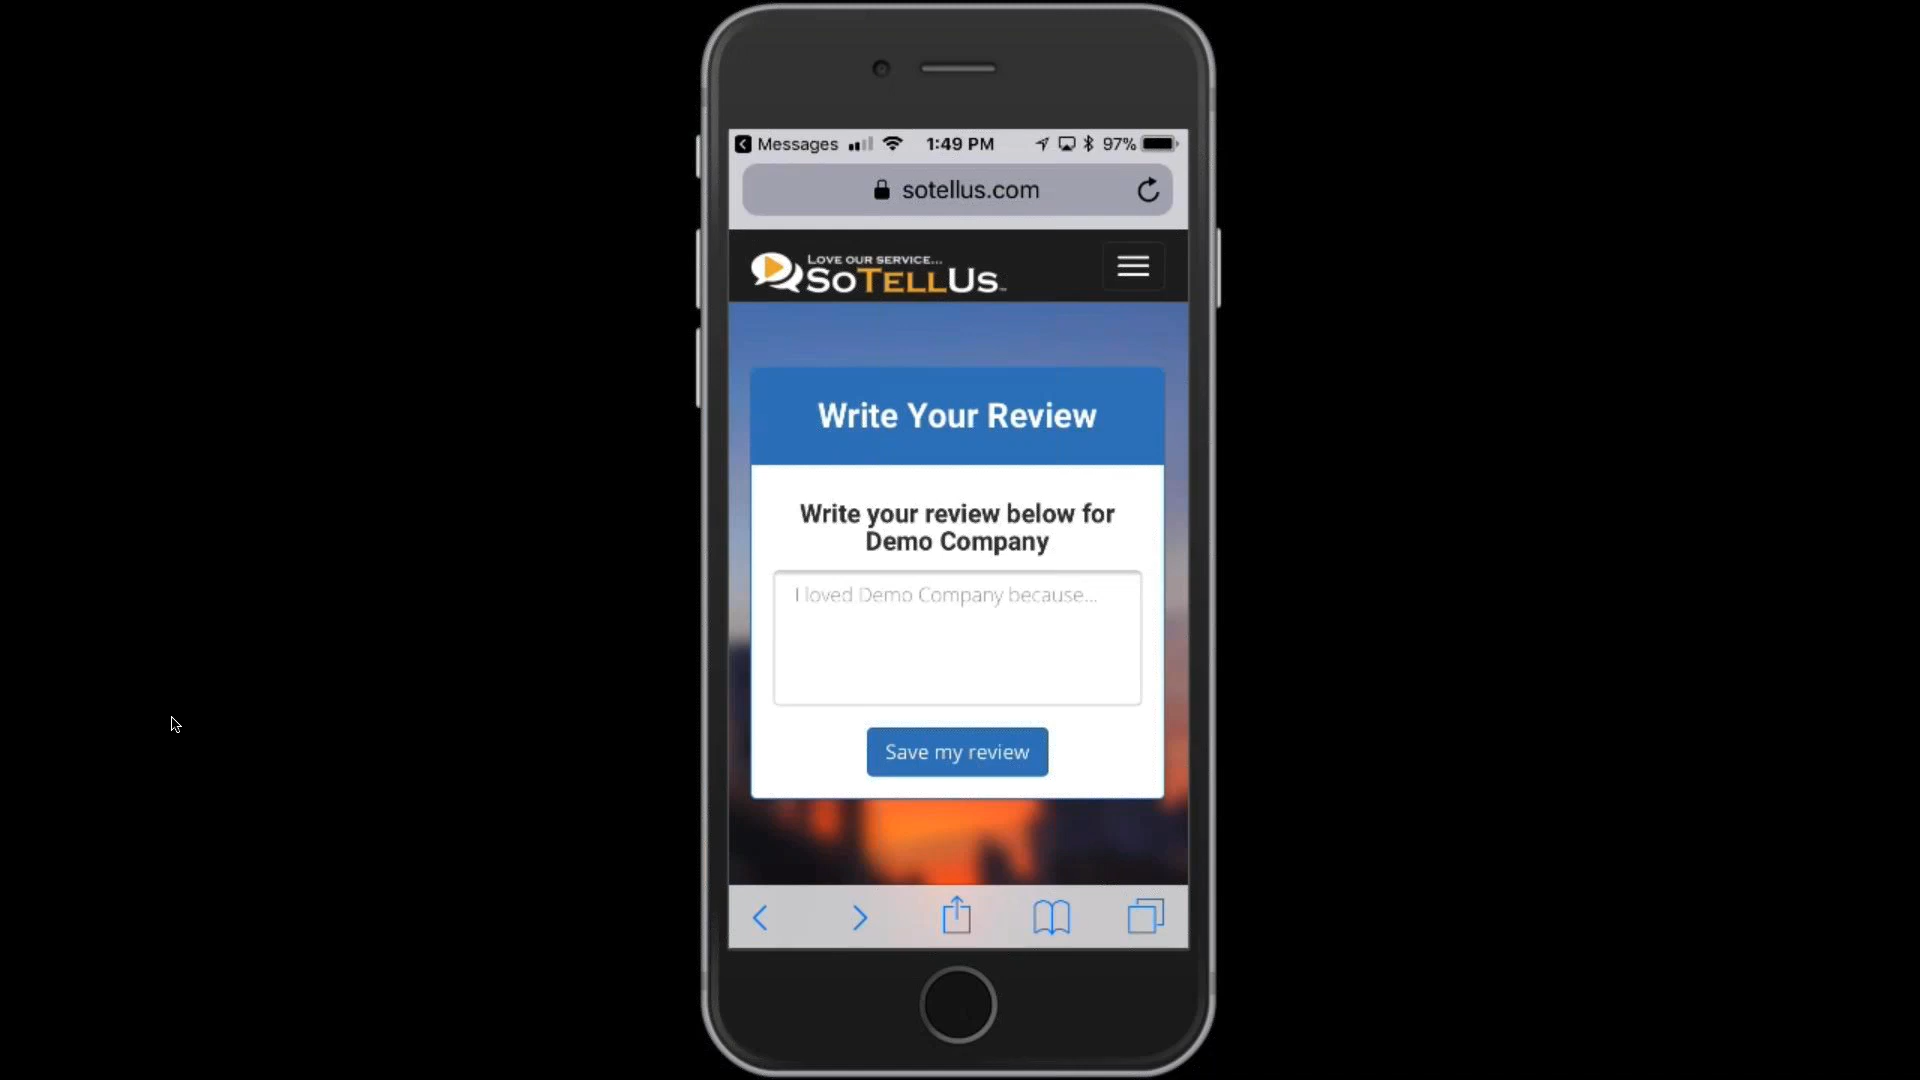 Messages 1:49 PM 97%
sotellus.com
LOVE OUR SERVICE...
SOTELLUS
Write Your Review
Write your review below for
Demo Company
I loved Demo Company because...
Save my review